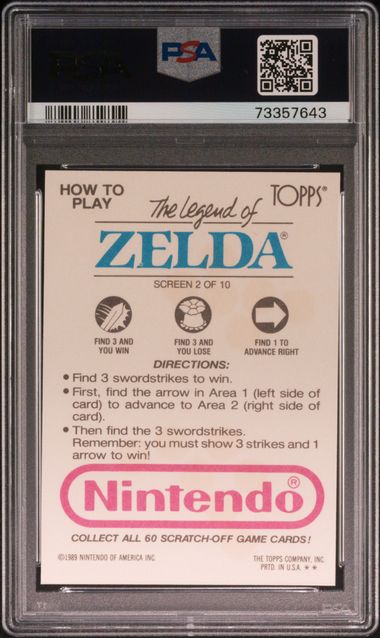 PSA
PSA
73357643
HOW TO
PLAY
The Legend of
TOPPS®
ZELDA®
SCREEN 2 OF 10
FIND 3 AND
YOU WIN
FIND 3 AND
YOU LOSE
FIND 1 TO
ADVANCE RIGHT
DIRECTIONS:
• Find 3 swordstrikes to win.
• First, find the arrow in Area 1 (left side of
card) to advance to Area 2 (right side of
card).
• Then find the 3 swordstrikes.
Remember: you must show 3 strikes and 1
arrow to win!
Nintendo®
COLLECT ALL 60 SCRATCH-OFF GAME CARDS!
©1989 NINTENDO OF AMERICA INC
THE TOPPS COMPANY, INC.
PRTD. IN U.S.A. ★★
PSA